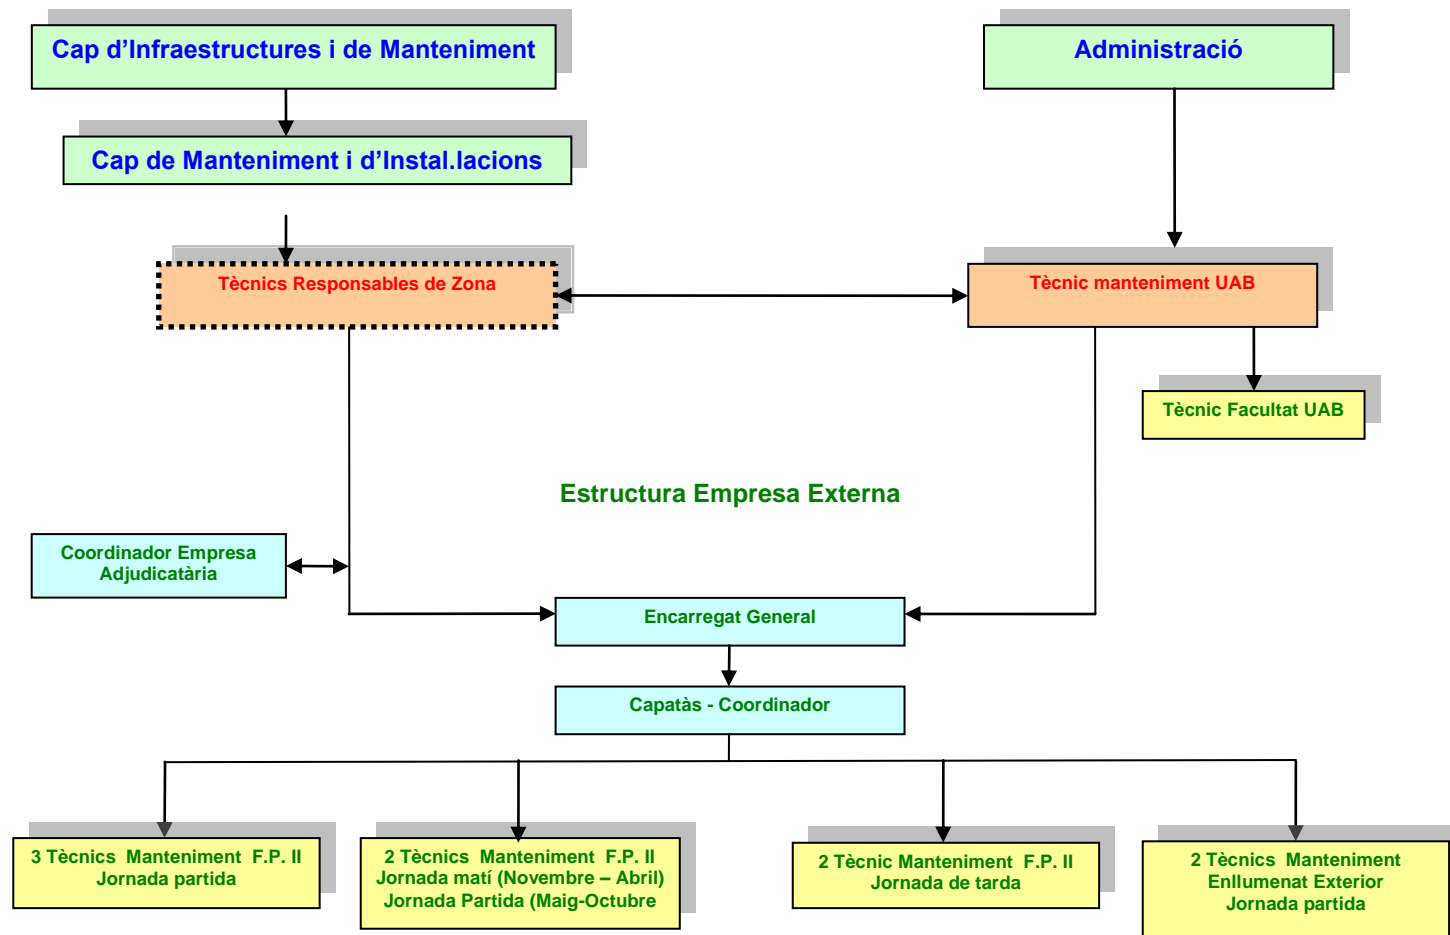 Cap d’Infraestructures i de Manteniment
Administració
Cap de Manteniment i d’Instal.lacions
Tècnics Responsables de Zona
Tècnic manteniment UAB
Tècnic Facultat UAB
Estructura Empresa Externa
Coordinador Empresa
Adjudicatària
Encarregat General
Capatàs - Coordinador
3 Tècnics Manteniment F.P. II
Jornada partida
2 Tècnics Manteniment F.P. II
Jornada matí (Novembre – Abril)
Jornada Partida (Maig-Octubre
2 Tècnic Manteniment F.P. II
Jornada de tarda
2 Tècnics Manteniment
Enllumenat Exterior
Jornada partida